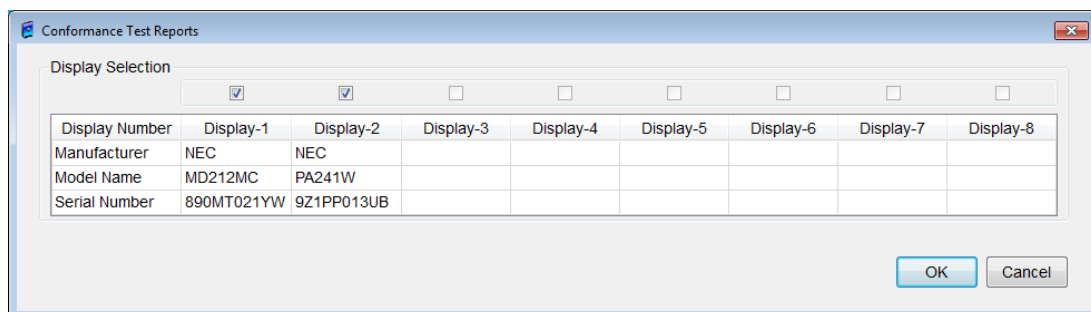 Conformance Test Reports
Display Selection
Display Number Display-1 Display-2 Display-3 Display-4 Display-5 Display-6 Display-7 Display-8
Manufacturer NEC NEC
Model Name MD212MC PA241W
Serial Number 890MT021YW 9Z1PP013UB
OK Cancel